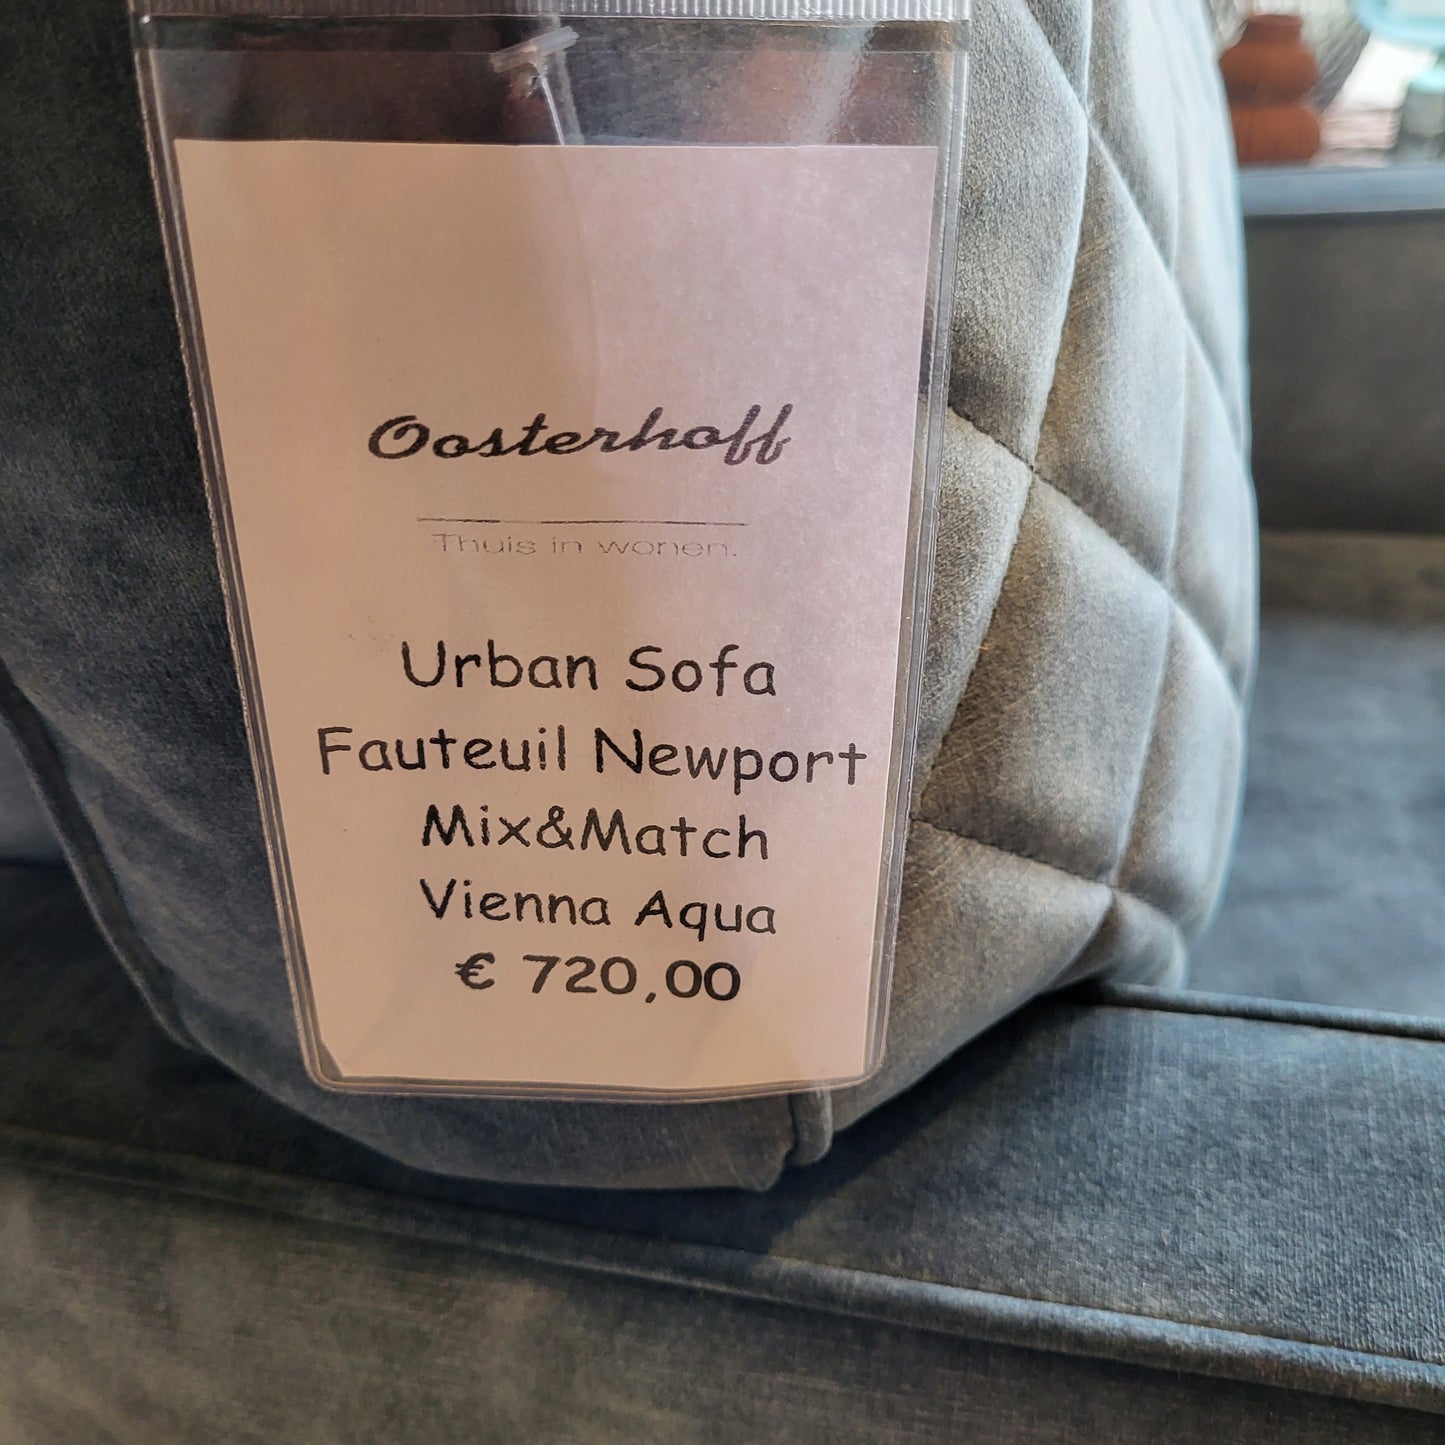 Oosterhoff
Thuis in wonen.
Urban Sofa
Fauteuil Newport
Mix&Match
Vienna Aqua
€ 720,00